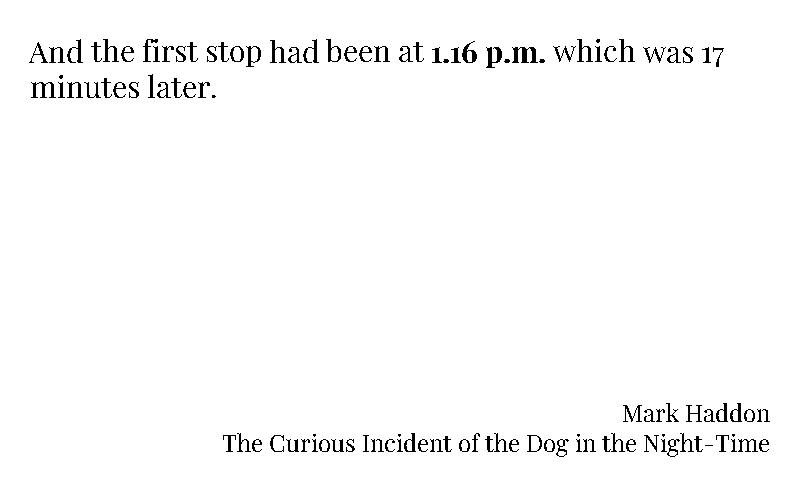 And the first stop had been at 1.16 p.m. which was 17
minutes later.
Mark Haddon
The Curious Incident of the Dog in the Night-Time